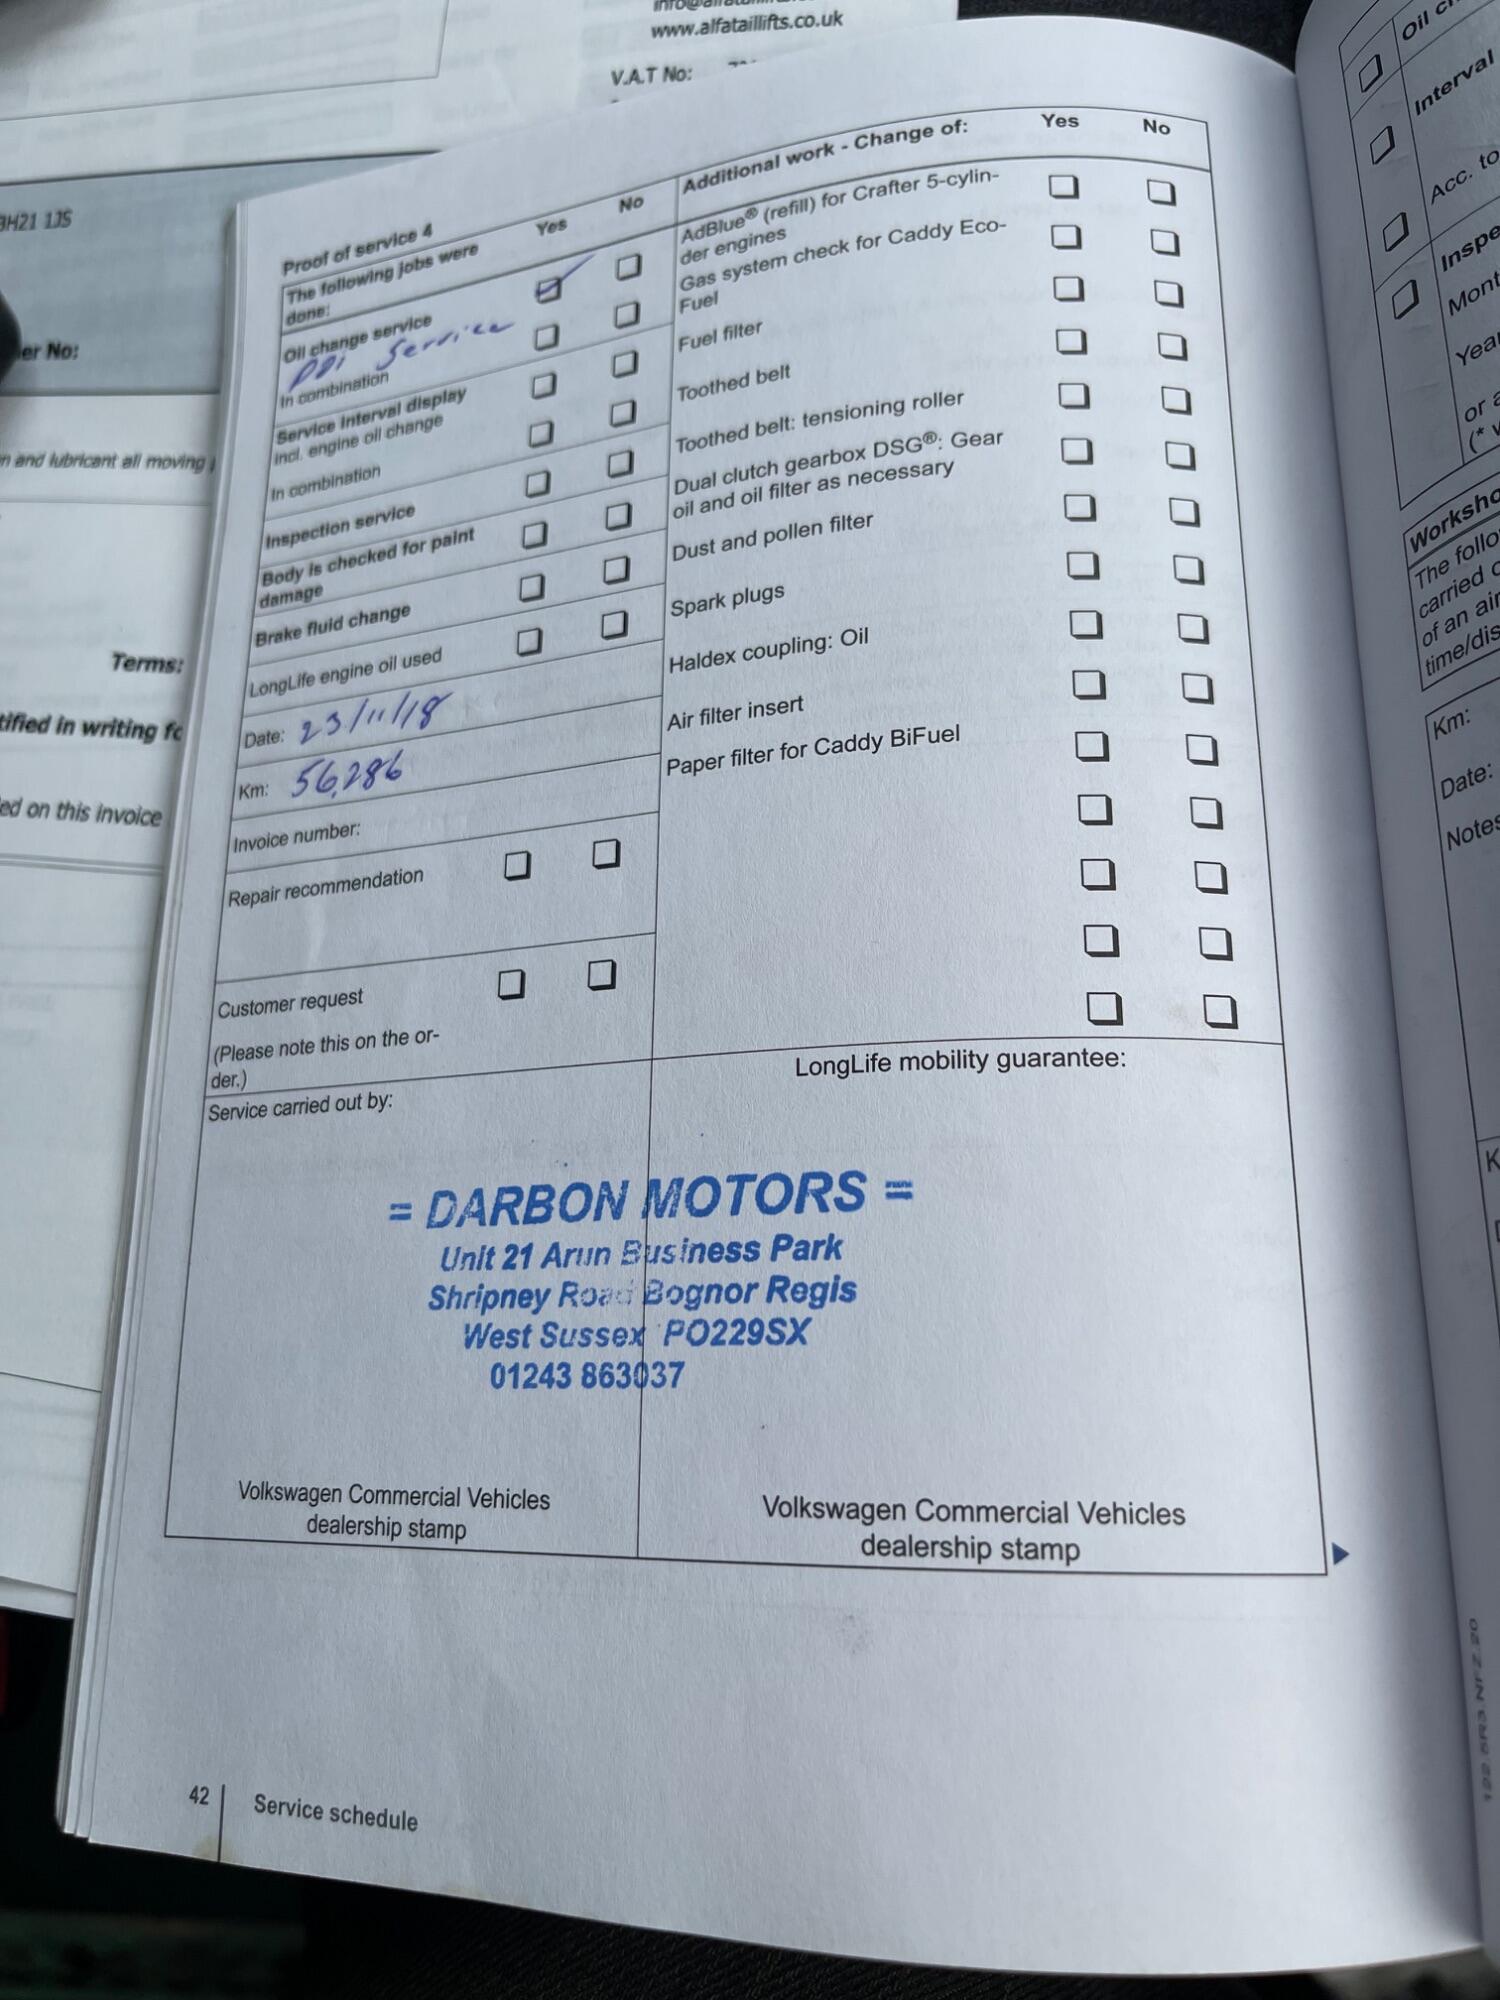 www.alfataillifts.co.uk
V.A.T No:
BH21 1JS
er No:
n and lubricant all moving
Terms:
tified in writing fo
ed on this invoice
Proof of service 4
The following jobs were
done:
Yes
No
Oil change service
PDI Service
In combination
Service interval display
incl. engine oil change
In combination
Inspection service
Body is checked for paint
damage
Brake fluid change
LongLife engine oil used
Date: 23/11/18
Km: 56,286
Invoice number:
Repair recommendation
Customer request
(Please note this on the or-
der.)
Additional work - Change of:
Yes
No
AdBlue® (refill) for Crafter 5-cylin-
der engines
Gas system check for Caddy Eco-
Fuel
Fuel filter
Toothed belt
Toothed belt: tensioning roller
Dual clutch gearbox DSG®: Gear
oil and oil filter as necessary
Dust and pollen filter
Spark plugs
Haldex coupling: Oil
Air filter insert
Paper filter for Caddy BiFuel
Service carried out by:
LongLife mobility guarantee:
= DARBON MOTORS =
Unit 21 Arun Business Park
Shripney Road Bognor Regis
West Sussex PO229SX
01243 863037
Volkswagen Commercial Vehicles
dealership stamp
Volkswagen Commercial Vehicles
dealership stamp
42
Service schedule
Oil c
Interval
Acc. to
Inspe
Mont
Yea
or a
(* v
Worksho
The follo
carried o
of an air
time/dis
Km:
Date:
Notes